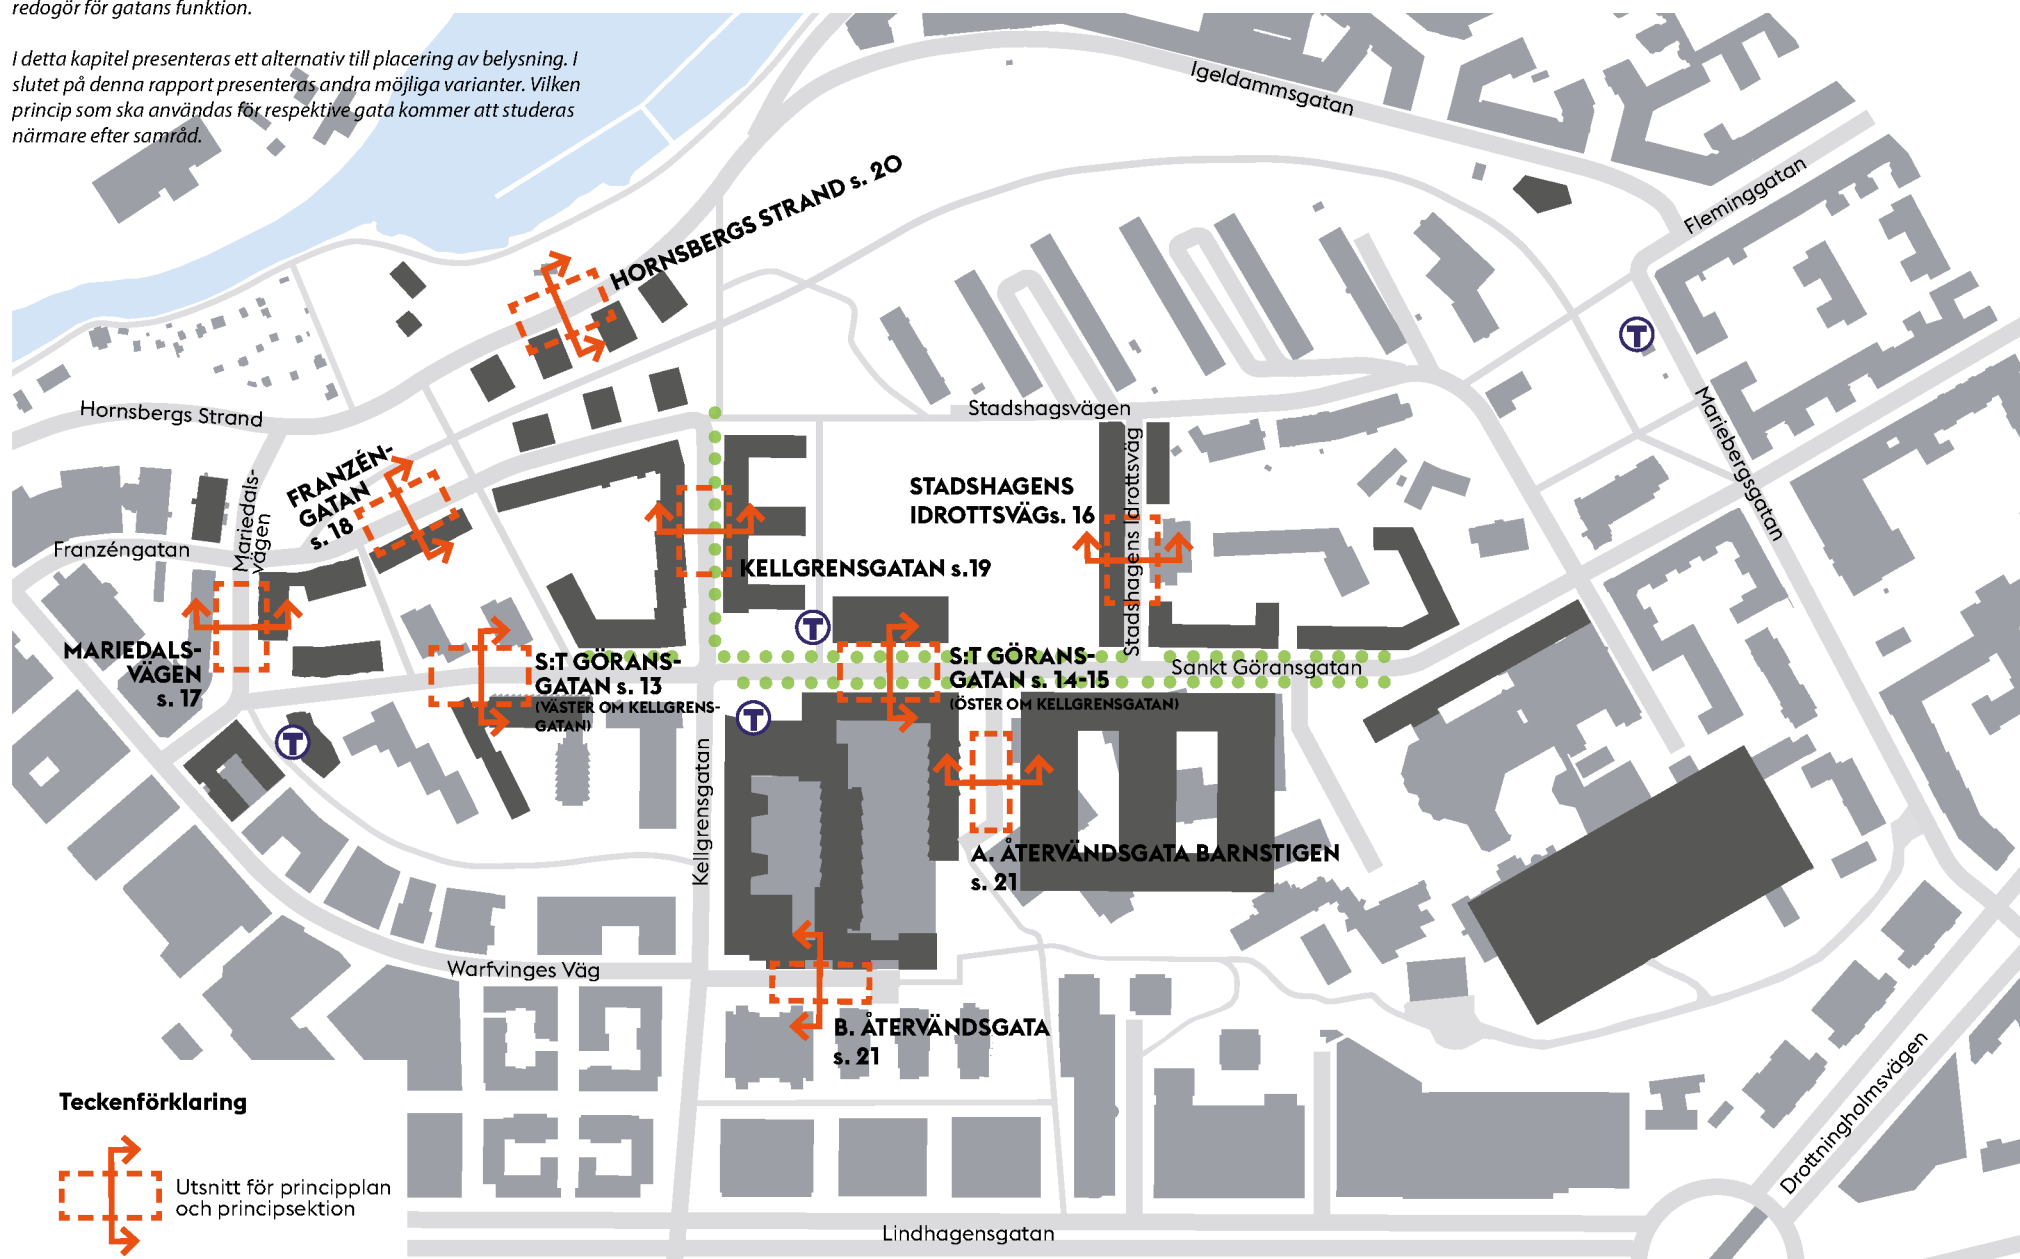 redogör för gatans funktion.
I detta kapitel presenteras ett alternativ till placering av belysning. I
slutet på denna rapport presenteras andra möjliga varianter. Vilken
princip som ska användas för respektive gata kommer att studeras
närmare efter samråd.
Igeldammsgatan
Fleminggatan
HORNSBERGS STRAND s. 20
T
Hornsbergs Strand
Stadshagsvägen
Mariebergsgatan
FRANZÉN-
GATAN
s. 18
Mariedals-
vägen
Franzéngatan
STADSHAGENS
IDROTTSVÄGs. 16
Stadshagens Idrottsväg
KELLGRENSGATAN s.19
T
MARIEDALS-
VÄGEN
s. 17
S:T GÖRANS-
GATAN s. 13
(VÄSTER OM KELLGRENS-
GATAN)
S:T GÖRANS-
GATAN s. 14-15
(ÖSTER OM KELLGRENSGATAN)
Sankt Göransgatan
T
T
Kellgrensgatan
A. ÅTERVÄNDSGATA BARNSTIGEN
s. 21
Warfvinges Väg
B. ÅTERVÄNDSGATA
s. 21
Drottningholmsvägen
Teckenförklaring
Utsnitt för principplan
och principsektion
Lindhagensgatan